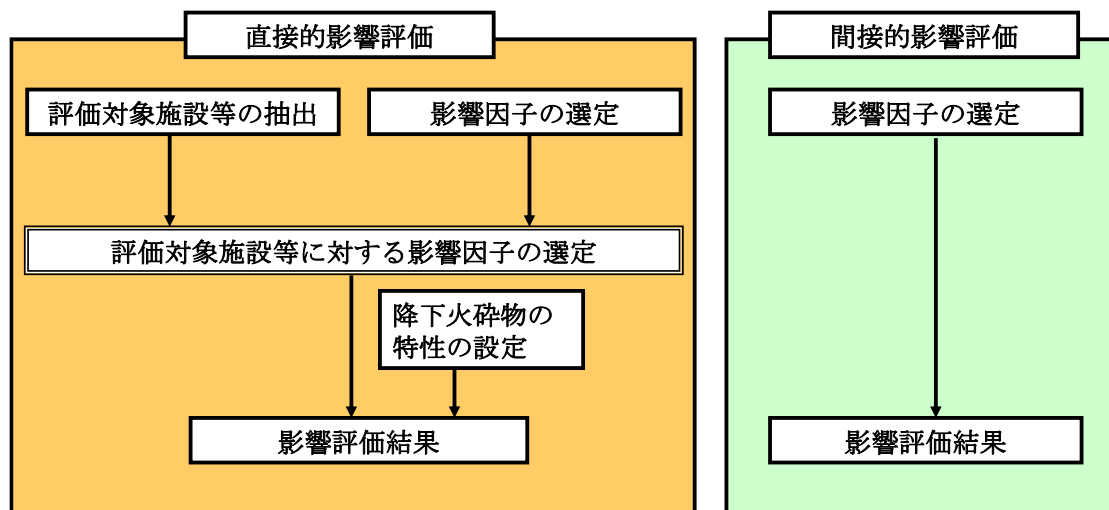 直接的影響評価
評価対象施設等の抽出
影響因子の選定
評価対象施設等に対する影響因子の選定
降下火砕物の
特性の設定
影響評価結果
間接的影響評価
影響因子の選定
影響評価結果